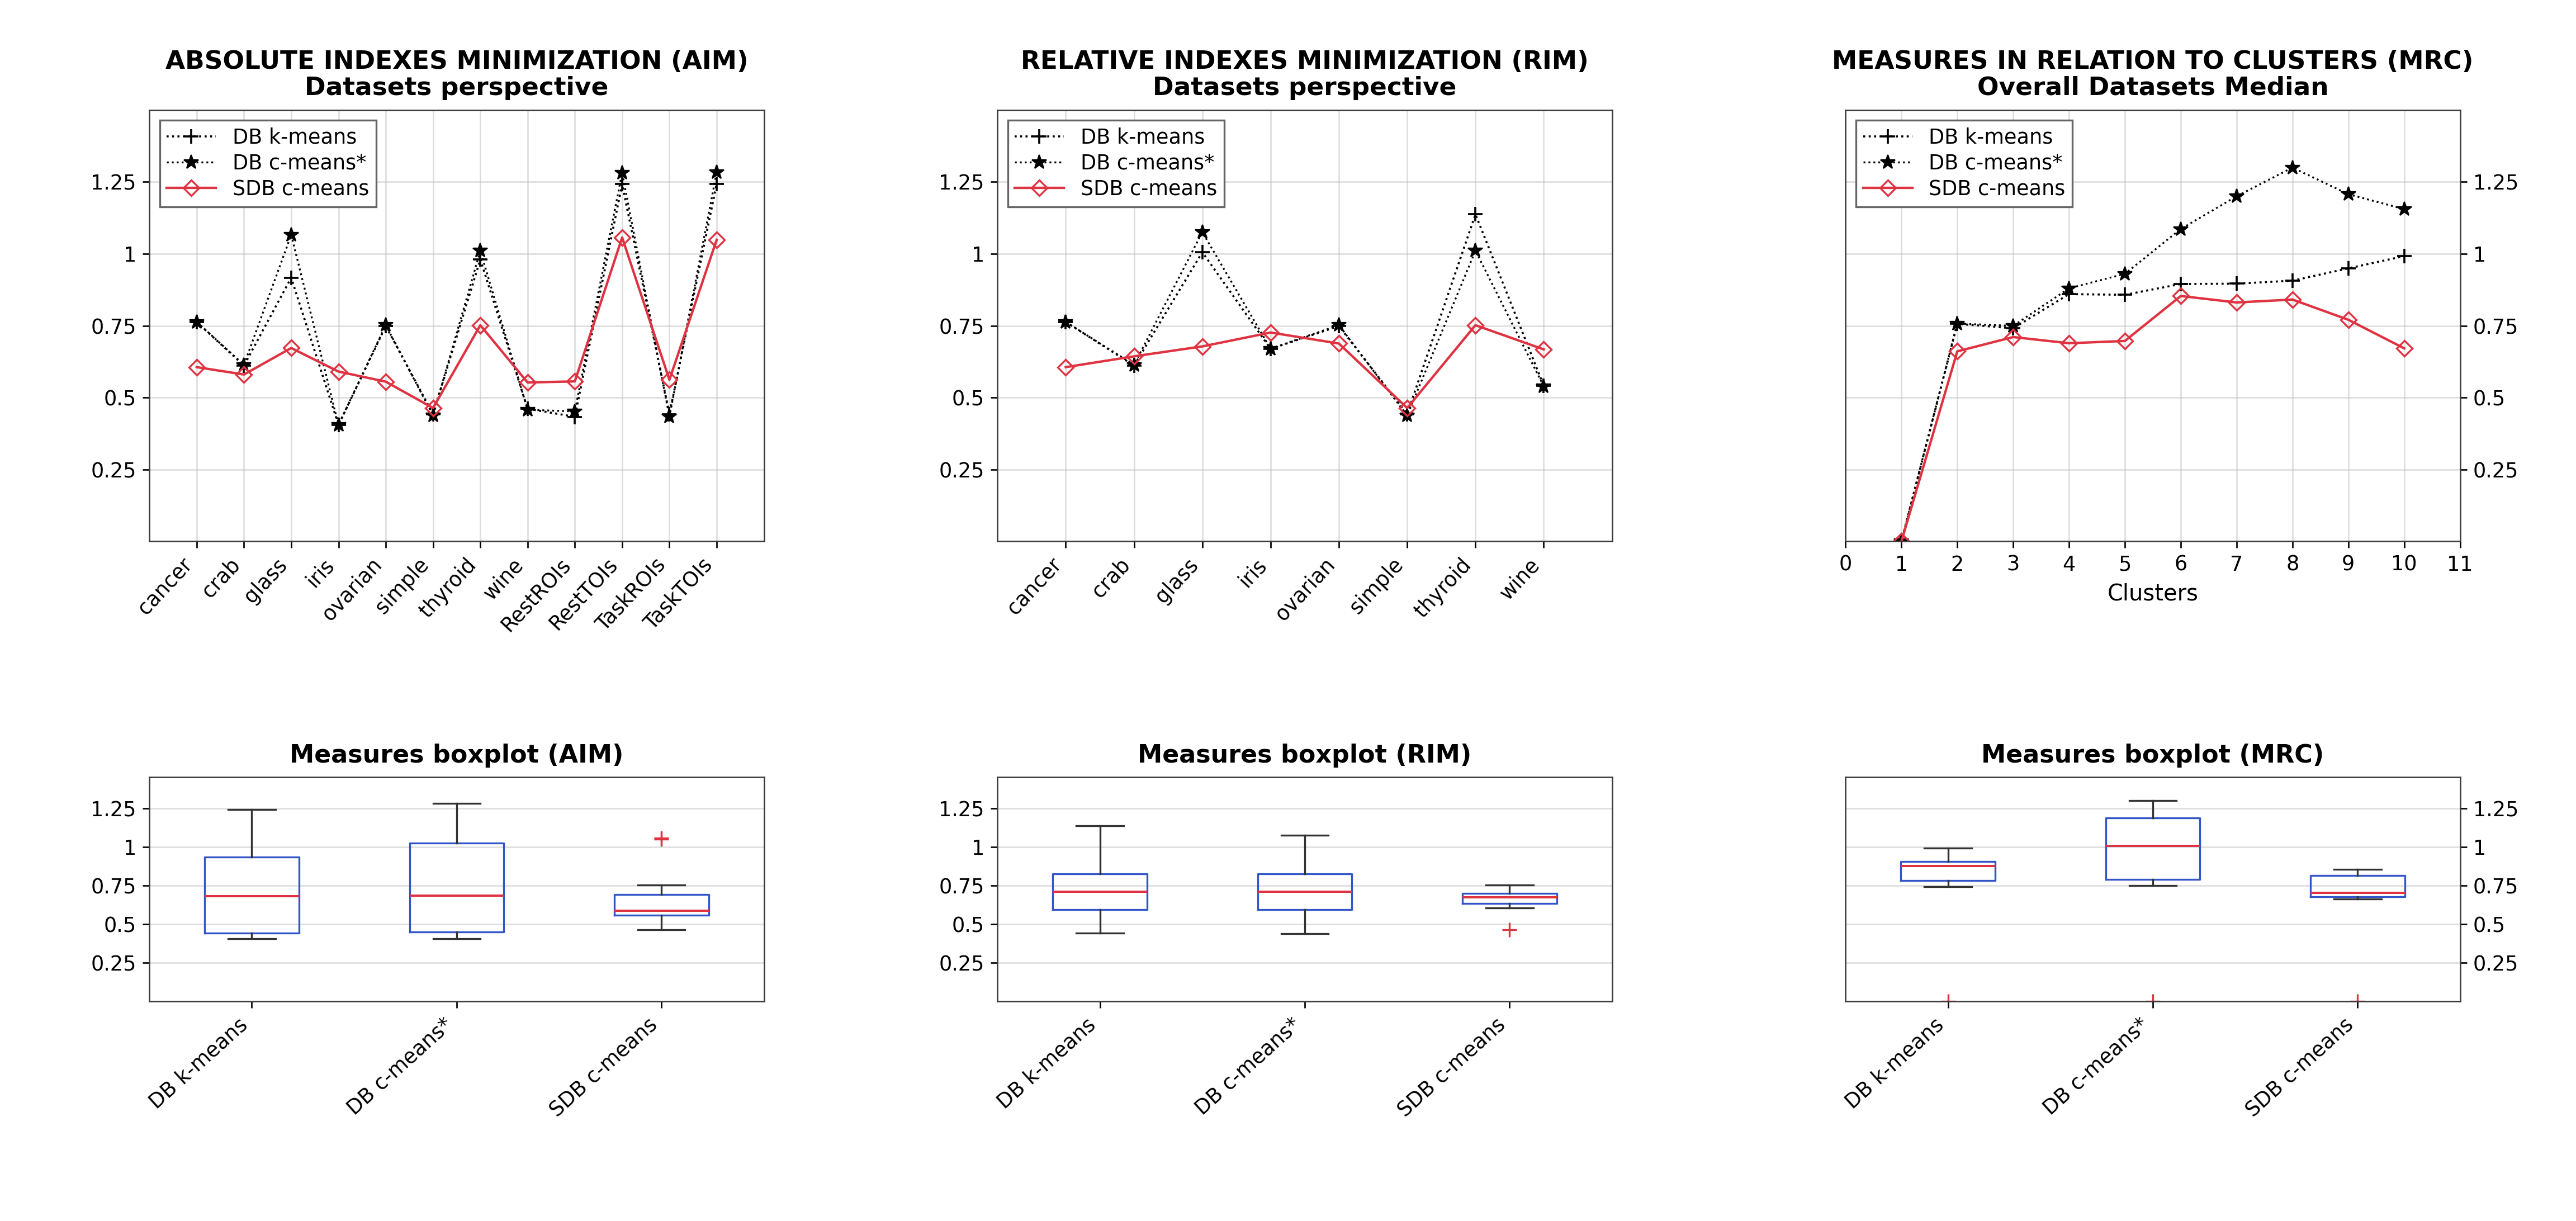 ABSOLUTE INDEXES MINIMIZATION (AIM)
Datasets perspective
DB k-means
DB c-means*
SDB c-means
1.25
1
0.75
0.5
0.25
cancer
crab
glass
iris
ovarian
simple
thyroid
wine
RestROIs
RestTOIs
TaskROIs
TaskTOIs
RELATIVE INDEXES MINIMIZATION (RIM)
Datasets perspective
DB k-means
DB c-means*
SDB c-means
1.25
1
0.75
0.5
0.25
cancer
crab
glass
iris
ovarian
simple
thyroid
wine
MEASURES IN RELATION TO CLUSTERS (MRC)
Overall Datasets Median
DB k-means
DB c-means*
SDB c-means
1.25
1
0.75
0.5
0.25
0 1 2 3 4 5 6 7 8 9 10 11
Clusters
Measures boxplot (AIM)
1.25
1
0.75
0.5
0.25
DB k-means
DB c-means*
SDB c-means
Measures boxplot (RIM)
1.25
1
0.75
0.5
0.25
DB k-means
DB c-means*
SDB c-means
Measures boxplot (MRC)
1.25
1
0.75
0.5
0.25
DB k-means
DB c-means*
SDB c-means